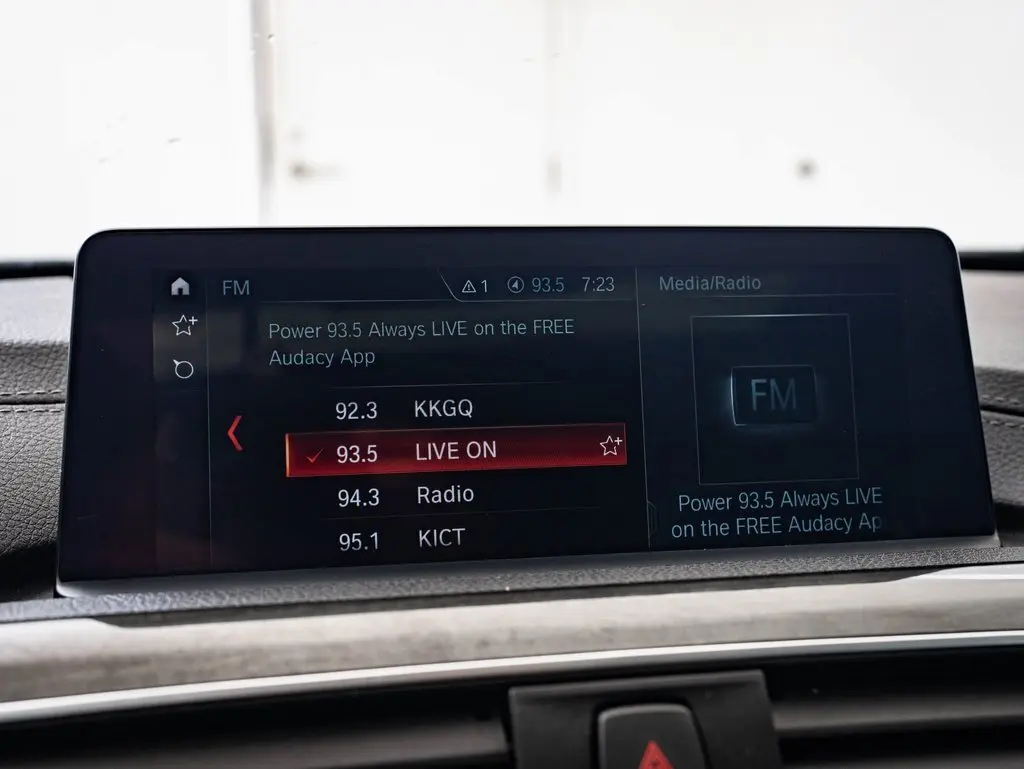 FM
1 93.5 7:23
Media/Radio
Power 93.5 Always LIVE on the FREE
Audacy App
92.3 KKGQ
93.5 LIVE ON
94.3 Radio
95.1 KICT
FM
Power 93.5 Always LIVE
on the FREE Audacy Ap